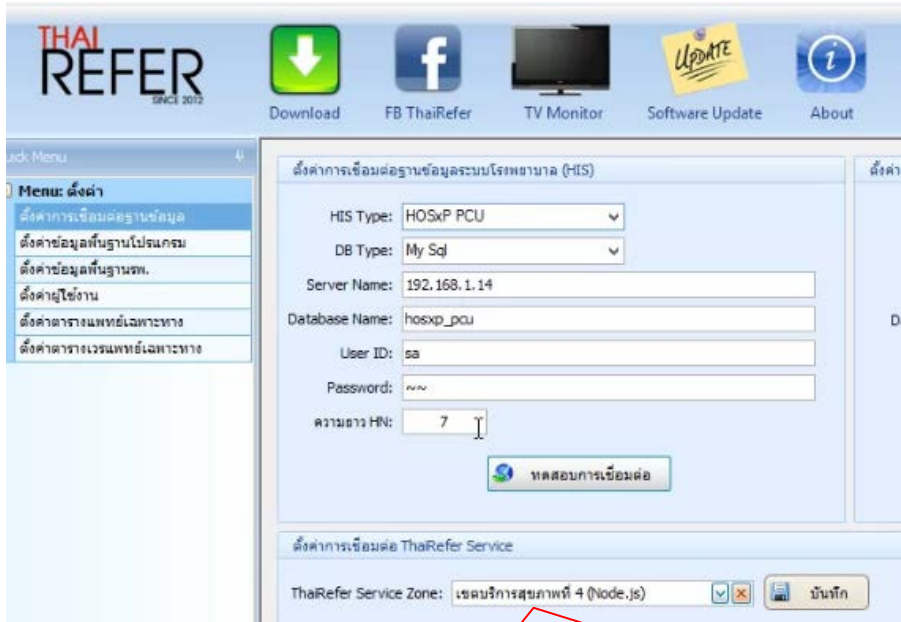 THAI
REFER
SINCE 2012
Download
FB ThaiRefer
UPDATE
TV Monitor
Software Update
About
uick Menu
Menu: ตั้งค่า
ตั้งค่าการเชื่อมต่อฐานข้อมูล
ตั้งค่าข้อมูลพื้นฐานโปรแกรม
ตั้งค่าข้อมูลพื้นฐานรพ.
ตั้งค่าผู้ใช้งาน
ตั้งค่าตารางแพทย์เฉพาะทาง
ตั้งค่าตารางเวรแพทย์เฉพาะทาง
ตั้งค่าการเชื่อมต่อฐานข้อมูลระบบโรงพยาบาล (HIS)
ตั้งค่า
HIS Type: HOSxP PCU
DB Type: My Sql
Server Name: 192.168.1.14
Database Name: hosxp_pcu
D
User ID: sa
Password: ~~
ความยาว HN: 7
ทดสอบการเชื่อมต่อ
ตั้งค่าการเชื่อมต่อ ThaiRefer Service
ThaiRefer Service Zone: เขตบริการสุขภาพที่ 4 (Node.js)
บันทึก